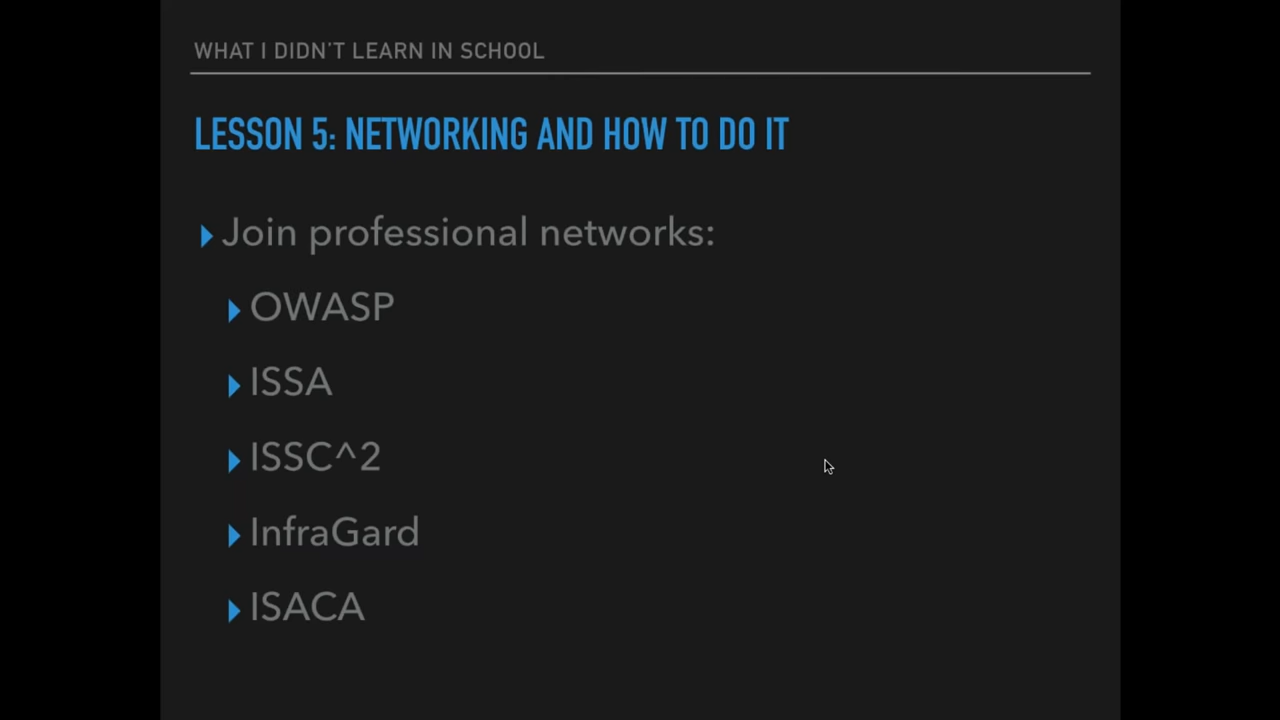 WHAT I DIDN'T LEARN IN SCHOOL
LESSON 5: NETWORKING AND HOW TO DO IT
Join professional networks:
OWASP
ISSA
ISSC^2
InfraGard
ISACA